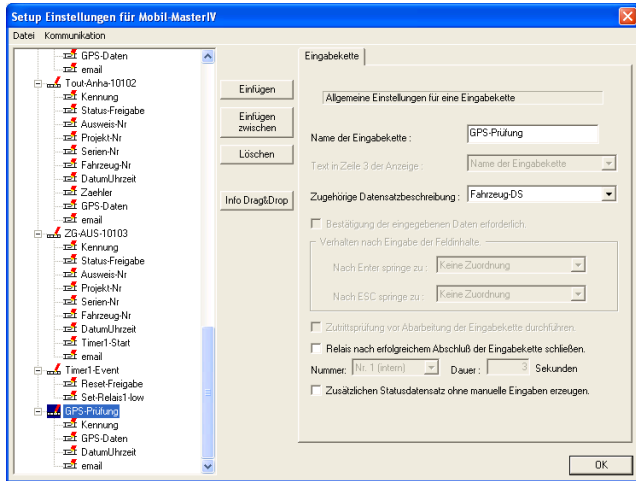 Setup Einstellungen für Mobil-MasterIV
Datei Kommunikation
GPS-Daten
email
Tout-Anha-10102
Kennung
Status-Freigabe
Ausweis-Nr
Projekt-Nr
Serien-Nr
Fahrzeug-Nr
DatumUhrzeit
Zaehler
GPS-Daten
email
ZG-AUS-10103
Kennung
Status-Freigabe
Ausweis-Nr
Projekt-Nr
Serien-Nr
Fahrzeug-Nr
DatumUhrzeit
Timer1-Start
email
Timer1-Event
Reset-Freigabe
Set-Relais1-low
GPS-Prüfung
Kennung
GPS-Daten
DatumUhrzeit
email
Einfügen
Einfügen
zwischen
Löschen
Info Drag&Drop
Eingabekette
Allgemeine Einstellungen für eine Eingabekette
Name der Eingabekette : GPS-Prüfung
Text in Zeile 3 der Anzeige : Name der Eingabekette
Zugehörige Datensatzbeschreibung : Fahrzeug-DS
Bestätigung der eingegebenen Daten erforderlich.
Verhalten nach Eingabe der Feldinhalte.
Nach Enter springe zu : Keine Zuordnung
Nach ESC springe zu : Keine Zuordnung
Zutrittsprüfung vor Abarbeitung der Eingabekette durchführen.
Relais nach erfolgreichem Abschluß der Eingabekette schließen.
Nummer: Nr. 1 (intern) Dauer : 3 Sekunden
Zusätzlichen Statusdatensatz ohne manuelle Eingaben erzeugen.
OK